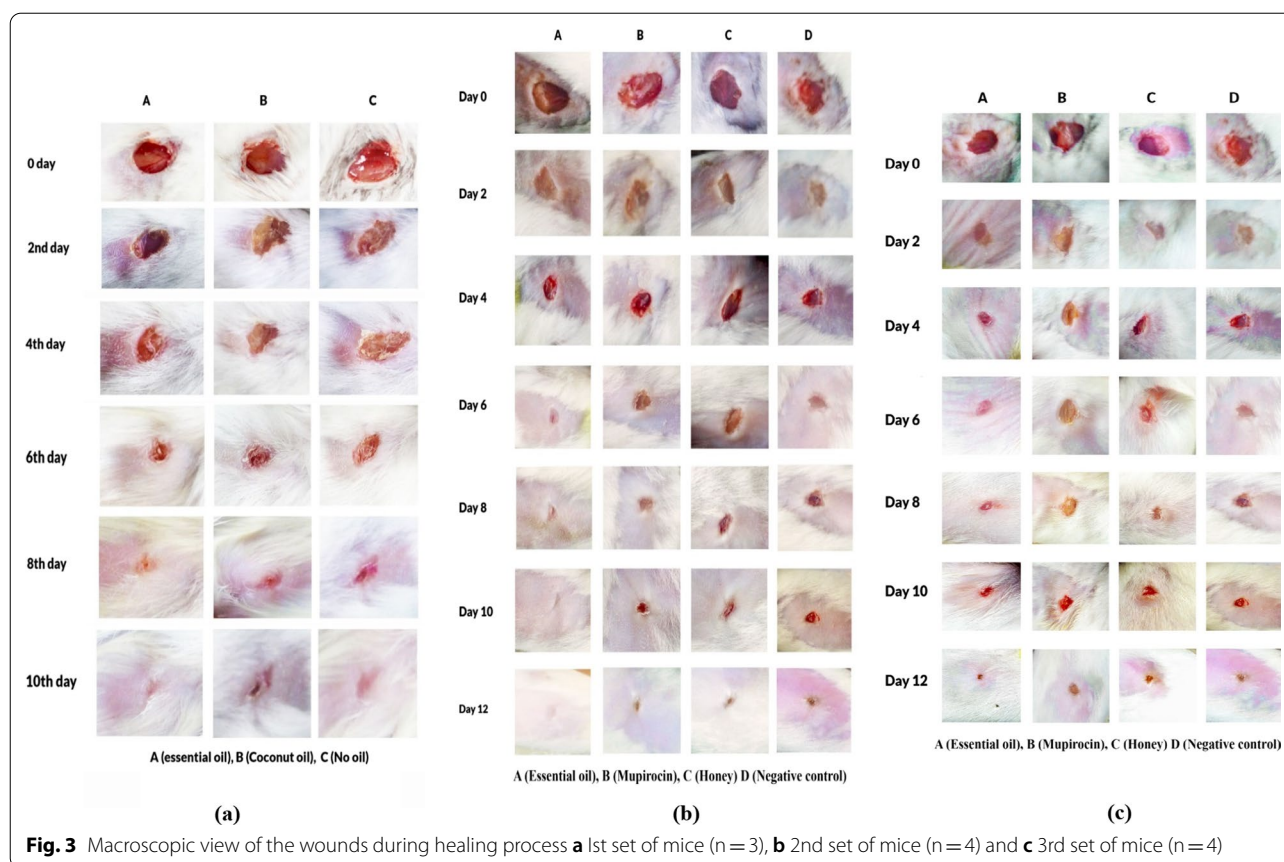 A B C
0 day
2nd day
4th day
6th day
8th day
10th day
A (essential oil), B (Coconut oil), C (No oil)
(a)
A B C D
Day 0
Day 2
Day 4
Day 6
Day 8
Day 10
Day 12
A (Essential oil), B (Mupirocin), C (Honey) D (Negative control)
(b)
A B C D
Day 0
Day 2
Day 4
Day 6
Day 8
Day 10
Day 12
A (Essential oil), B (Mupirocin), C (Honey) D (Negative control)
(c)
Fig. 3 Macroscopic view of the wounds during healing process a Ist set of mice (n = 3), b 2nd set of mice (n = 4) and c 3rd set of mice (n = 4)